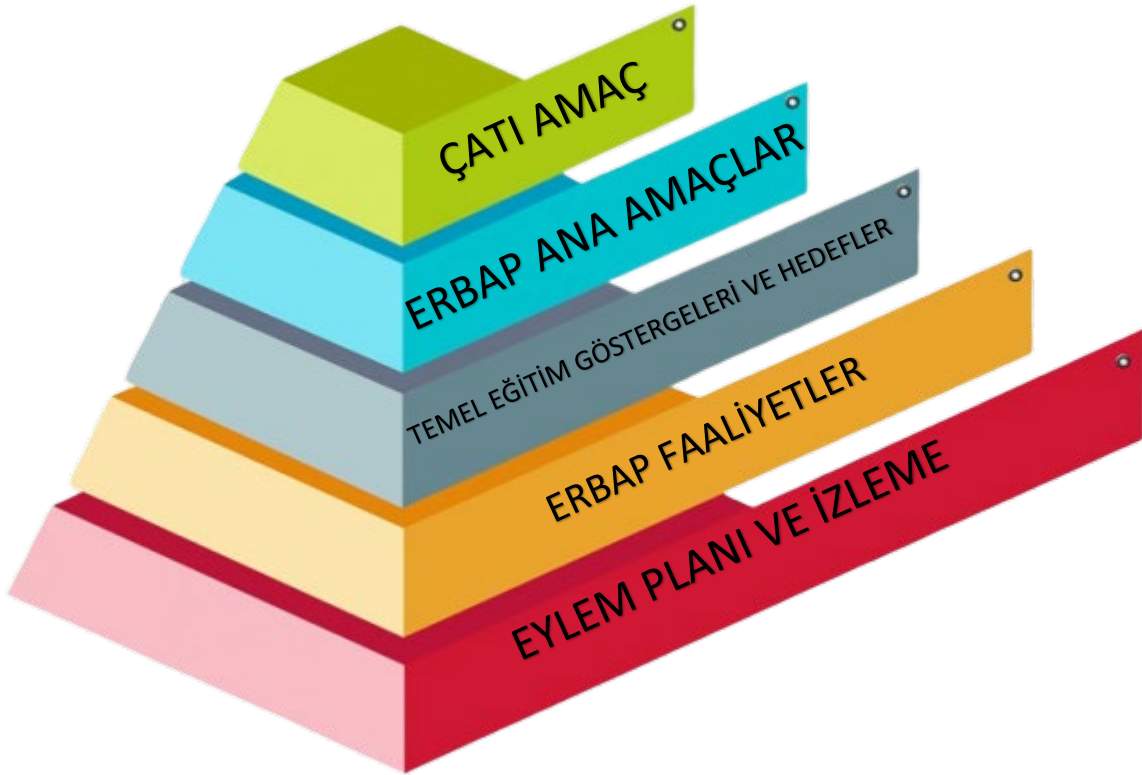 ÇATI AMAÇ
ERBAP ANA AMAÇLAR
TEMEL EĞİTİM GÖSTERGELERİ VE HEDEFLER
ERBAP FAALİYETLER
EYLEM PLANI VE İZLEME